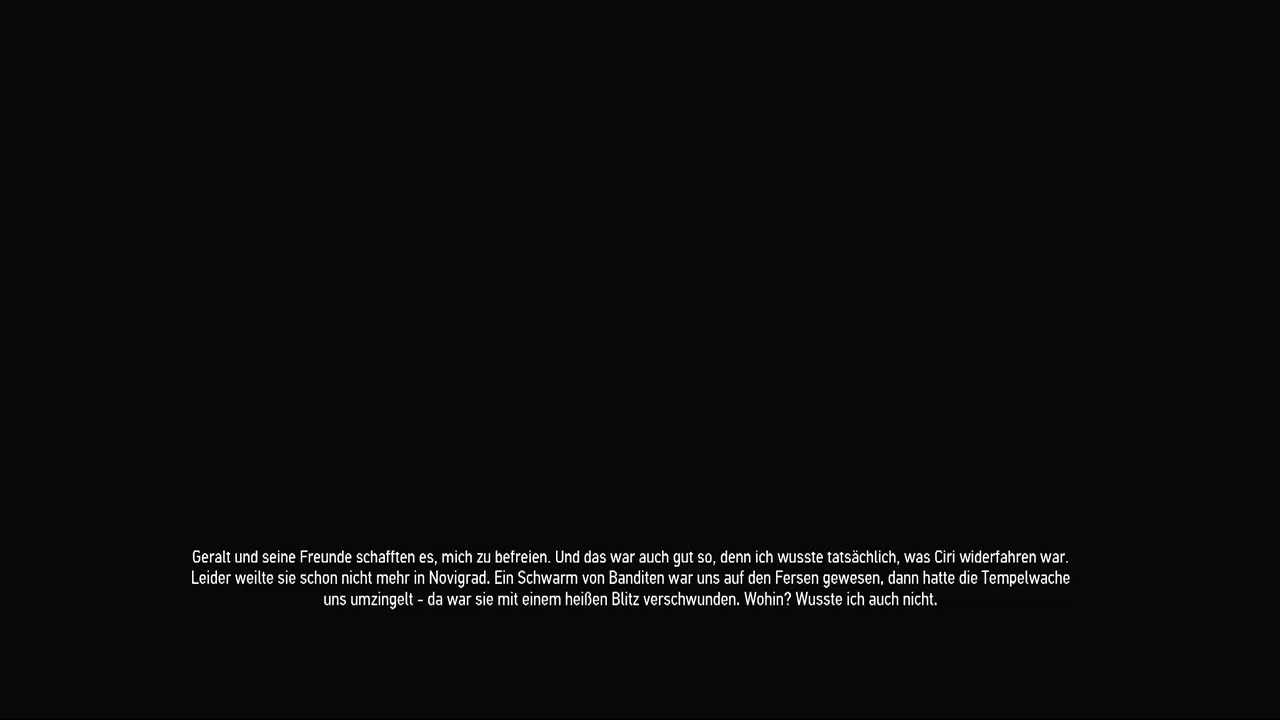 Geralt und seine Freunde schafften es, mich zu befreien. Und das war auch gut so, denn ich wusste tatsächlich, was Ciri widerfahren war.
Leider weilte sie schon nicht mehr in Novigrad. Ein Schwarm von Banditen war uns auf den Fersen gewesen, dann hatte die Tempelwache
uns umzingelt - da war sie mit einem heißen Blitz verschwunden. Wohin? Wusste ich auch nicht.